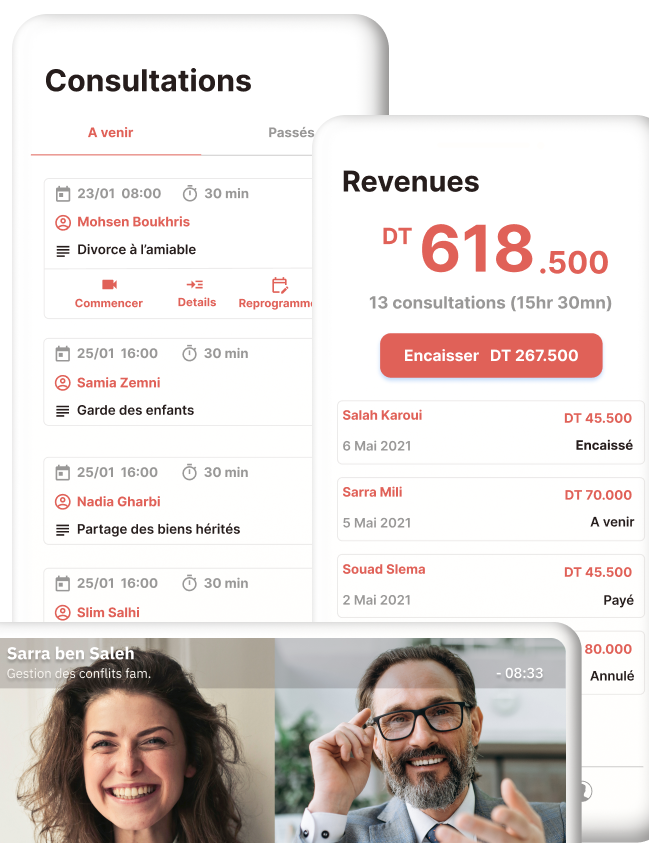 Consultations
A venir
Passés
23/01 08:00
30 min
Mohsen Boukhris
Divorce à l'amiable
Commencer
Details
Reprogramm
25/01 16:00
30 min
Samia Zemni
Garde des enfants
25/01 16:00
30 min
Nadia Gharbi
Partage des biens hérités
25/01 16:00
30 min
Slim Salhi
Revenues
DT 618.500
13 consultations (15hr 30mn)
Encaisser DT 267.500
Salah Karoui
DT 45.500
6 Mai 2021
Encaissé
Sarra Mili
DT 70.000
5 Mai 2021
A venir
Souad Slema
DT 45.500
2 Mai 2021
Payé
80.000
Annulé
Sarra ben Saleh
Gestion des conflits fam.
- 08:33